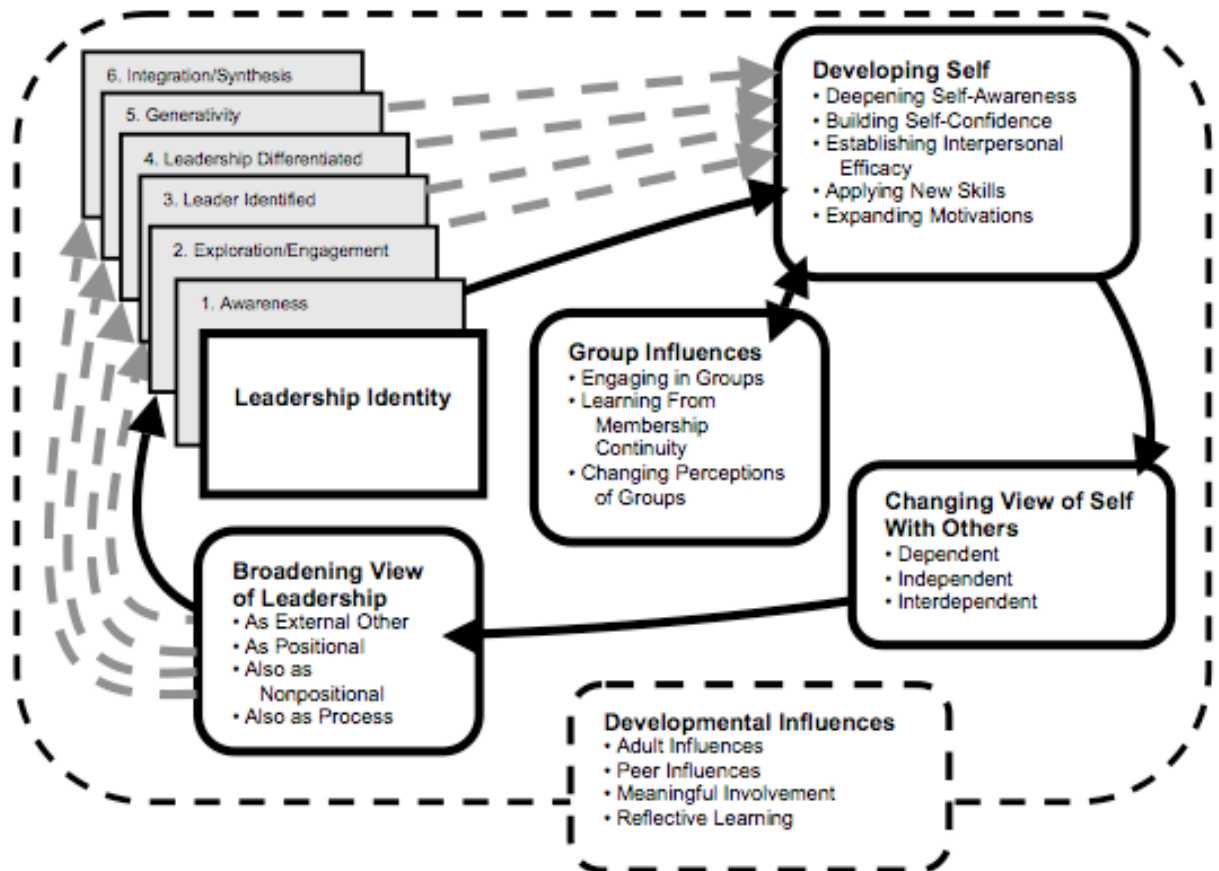 6. Integration/Synthesis
5. Generativity
4. Leadership Differentiated
3. Leader Identified
2. Exploration/Engagement
1. Awareness
Leadership Identity
Developing Self
• Deepening Self-Awareness
• Building Self-Confidence
• Establishing Interpersonal
Efficacy
• Applying New Skills
• Expanding Motivations
Group Influences
• Engaging in Groups
• Learning From
Membership
Continuity
• Changing Perceptions
of Groups
Changing View of Self
With Others
• Dependent
• Independent
• Interdependent
Broadening View
of Leadership
• As External Other
• As Positional
• Also as
Nonpositional
• Also as Process
Developmental Influences
• Adult Influences
• Peer Influences
• Meaningful Involvement
• Reflective Learning